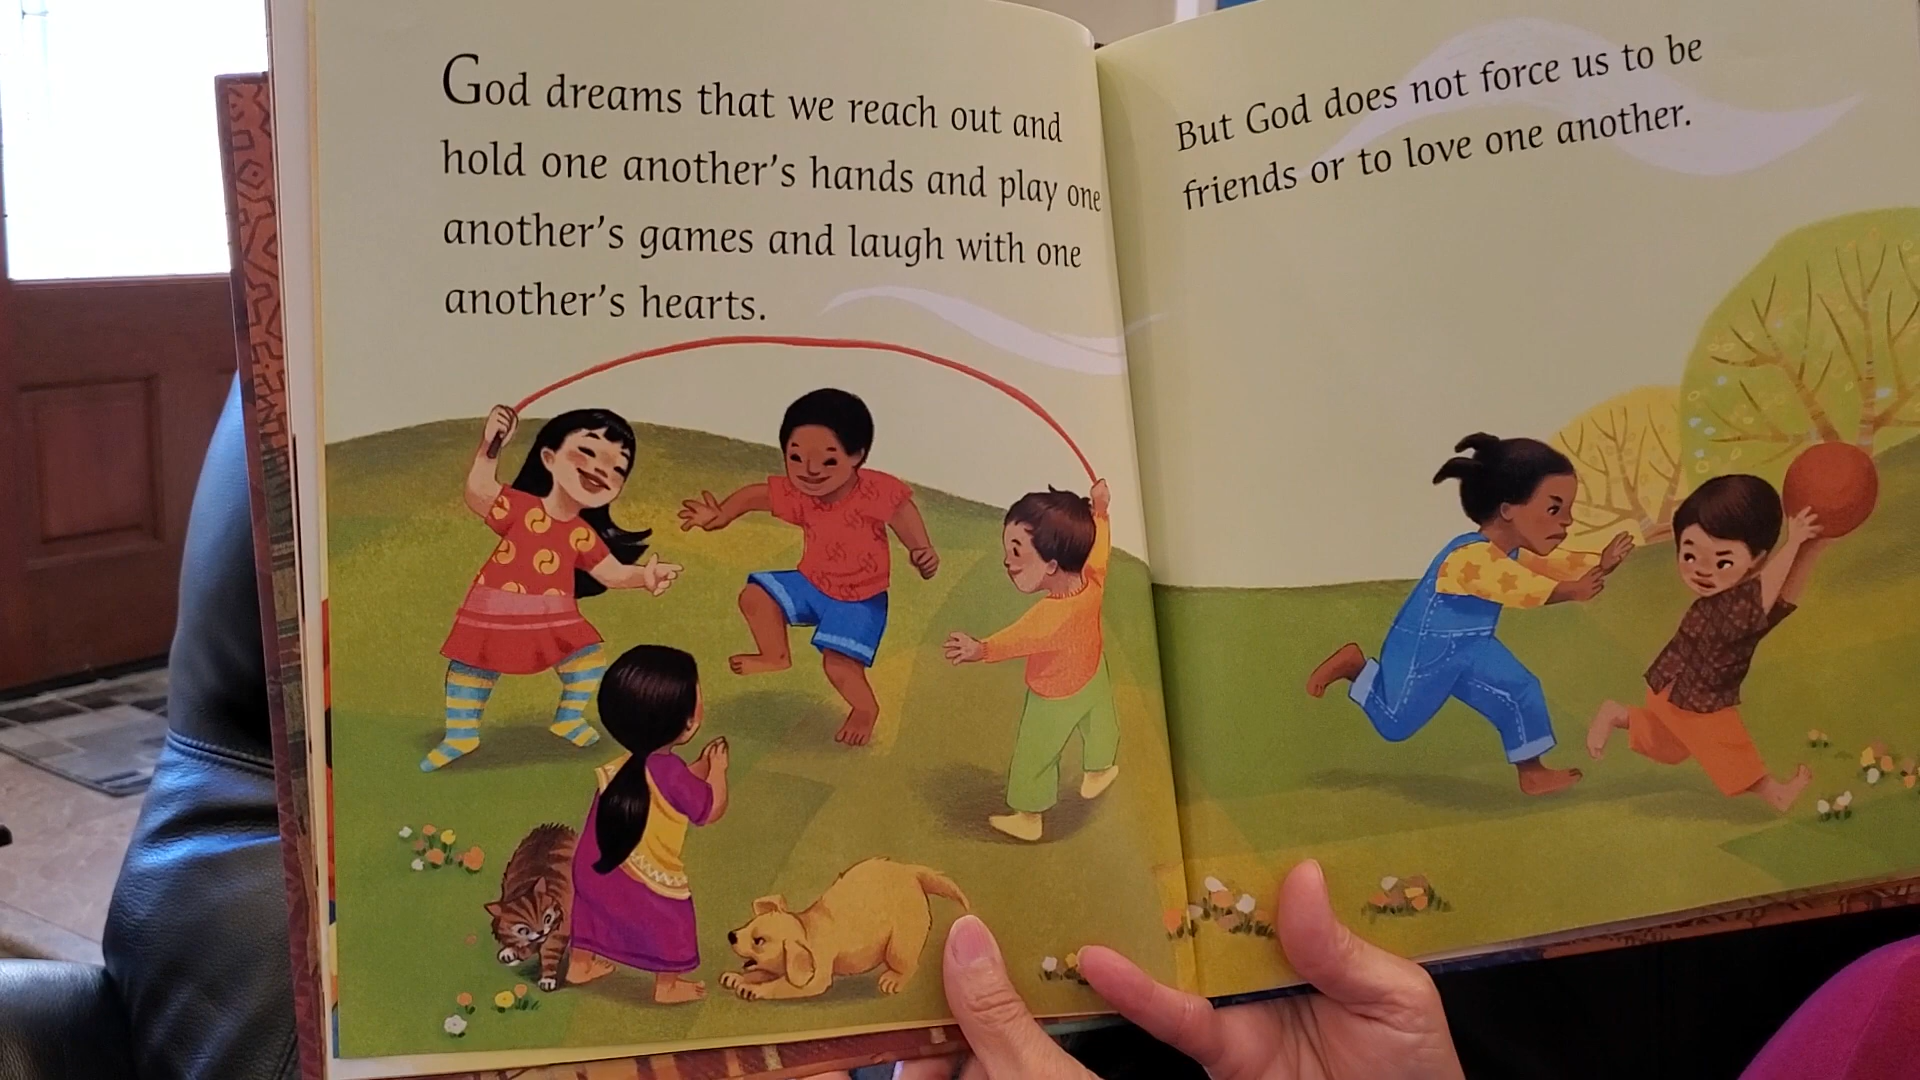 God dreams that we reach out and
hold one another's hands and play one
another's games and laugh with one
another's hearts.
But God does not force us to be
friends or to love one another.